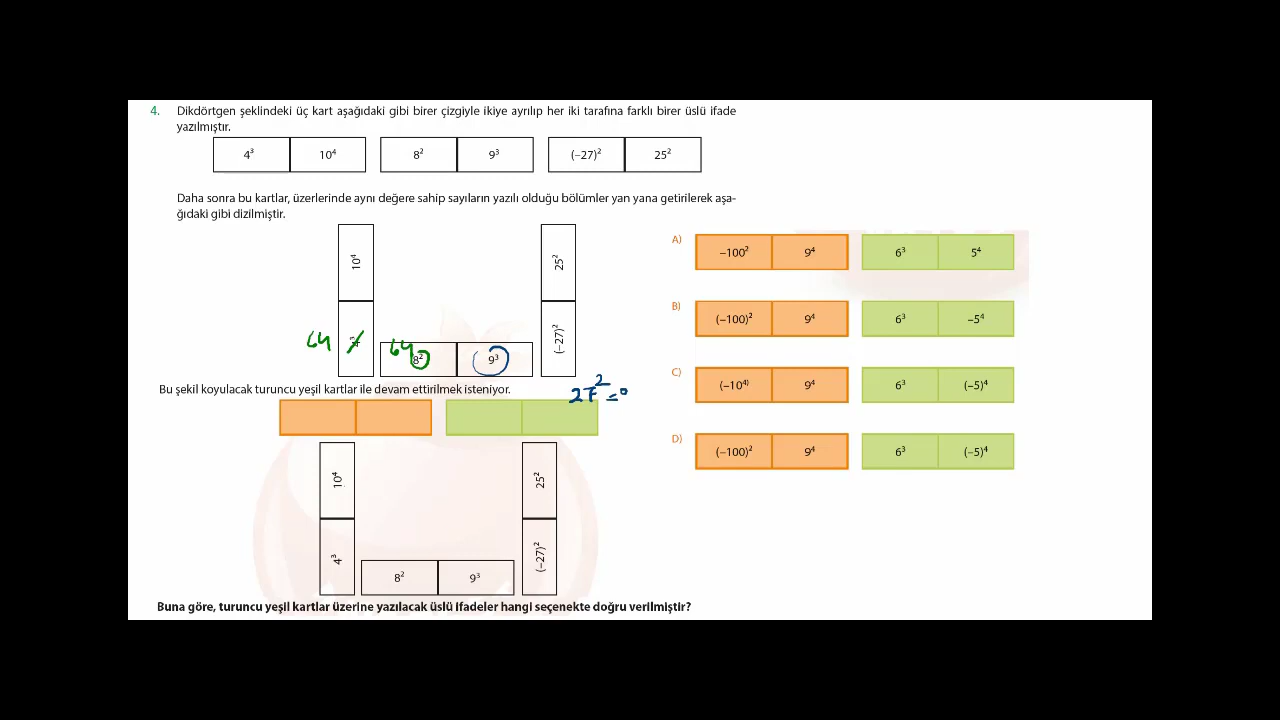 4. Dikdörtgen şeklindeki üç kart aşağıdaki gibi birer çizgiyle ikiye ayrılıp her iki tarafına farklı birer üslü ifade
yazılmıştır.
4³ 10⁴ 8² 9³ (–27)² 25²
Daha sonra bu kartlar, üzerlerinde aynı değere sahip sayıların yazılı olduğu bölümler yan yana getirilerek aşa-
ğıdaki gibi dizilmiştir.
10⁴ 25²
64 4³ 64 8² 9³ (–27)²
Bu şekil koyulacak turuncu yeşil kartlar ile devam ettirilmek isteniyor.
27² =
10⁴ 25²
4³ 8² 9³ (–27)²
Buna göre, turuncu yeşil kartlar üzerine yazılacak üslü ifadeler hangi seçenekte doğru verilmiştir?
A) –100² 9⁴ 6³ 5⁴
B) (–100)² 9⁴ 6³ –5⁴
C) (–10⁴⁾ 9⁴ 6³ (–5)⁴
D) (–100)² 9⁴ 6³ (–5)⁴